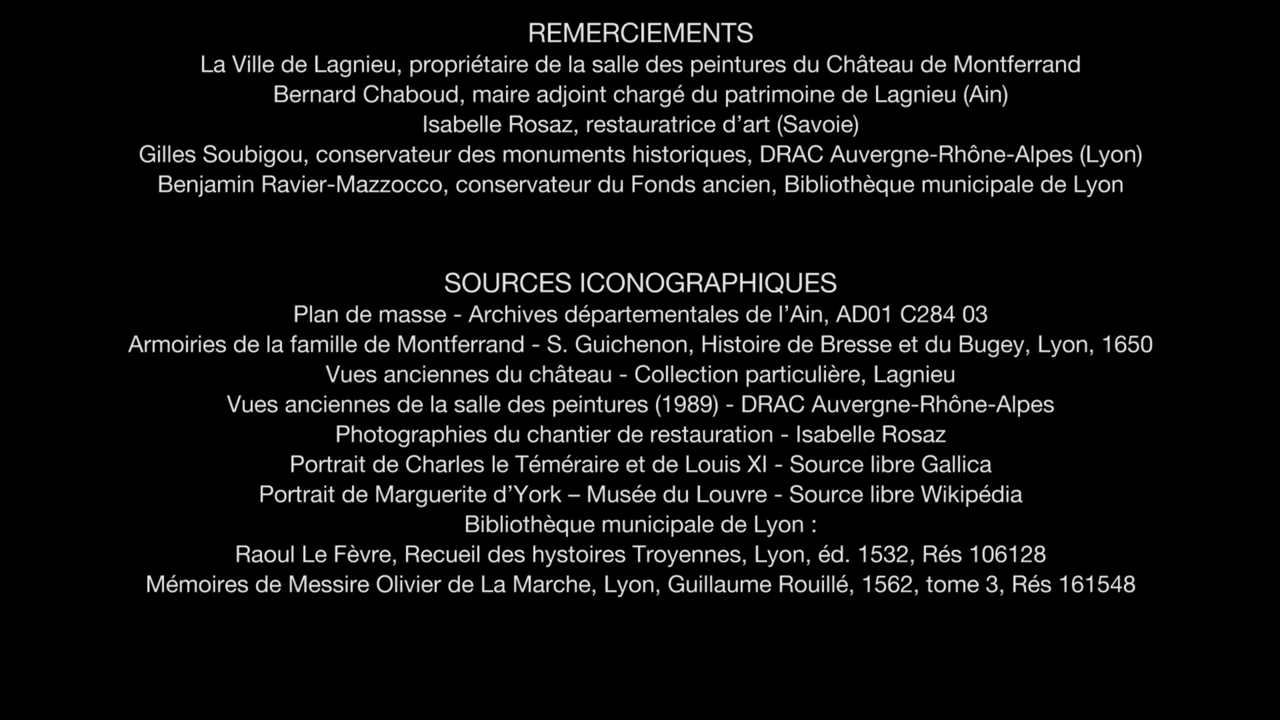 REMERCIEMENTS
La Ville de Lagnieu, propriétaire de la salle des peintures du Château de Montferrand
Bernard Chaboud, maire adjoint chargé du patrimoine de Lagnieu (Ain)
Isabelle Rosaz, restauratrice d’art (Savoie)
Gilles Soubigou, conservateur des monuments historiques, DRAC Auvergne-Rhône-Alpes (Lyon)
Benjamin Ravier-Mazzocco, conservateur du Fonds ancien, Bibliothèque municipale de Lyon
SOURCES ICONOGRAPHIQUES
Plan de masse - Archives départementales de l’Ain, AD01 C284 03
Armoiries de la famille de Montferrand - S. Guichenon, Histoire de Bresse et du Bugey, Lyon, 1650
Vues anciennes du château - Collection particulière, Lagnieu
Vues anciennes de la salle des peintures (1989) - DRAC Auvergne-Rhône-Alpes
Photographies du chantier de restauration - Isabelle Rosaz
Portrait de Charles le Téméraire et de Louis XI - Source libre Gallica
Portrait de Marguerite d’York – Musée du Louvre - Source libre Wikipédia
Bibliothèque municipale de Lyon :
Raoul Le Fèvre, Recueil des hystoires Troyennes, Lyon, éd. 1532, Rés 106128
Mémoires de Messire Olivier de La Marche, Lyon, Guillaume Rouillé, 1562, tome 3, Rés 161548